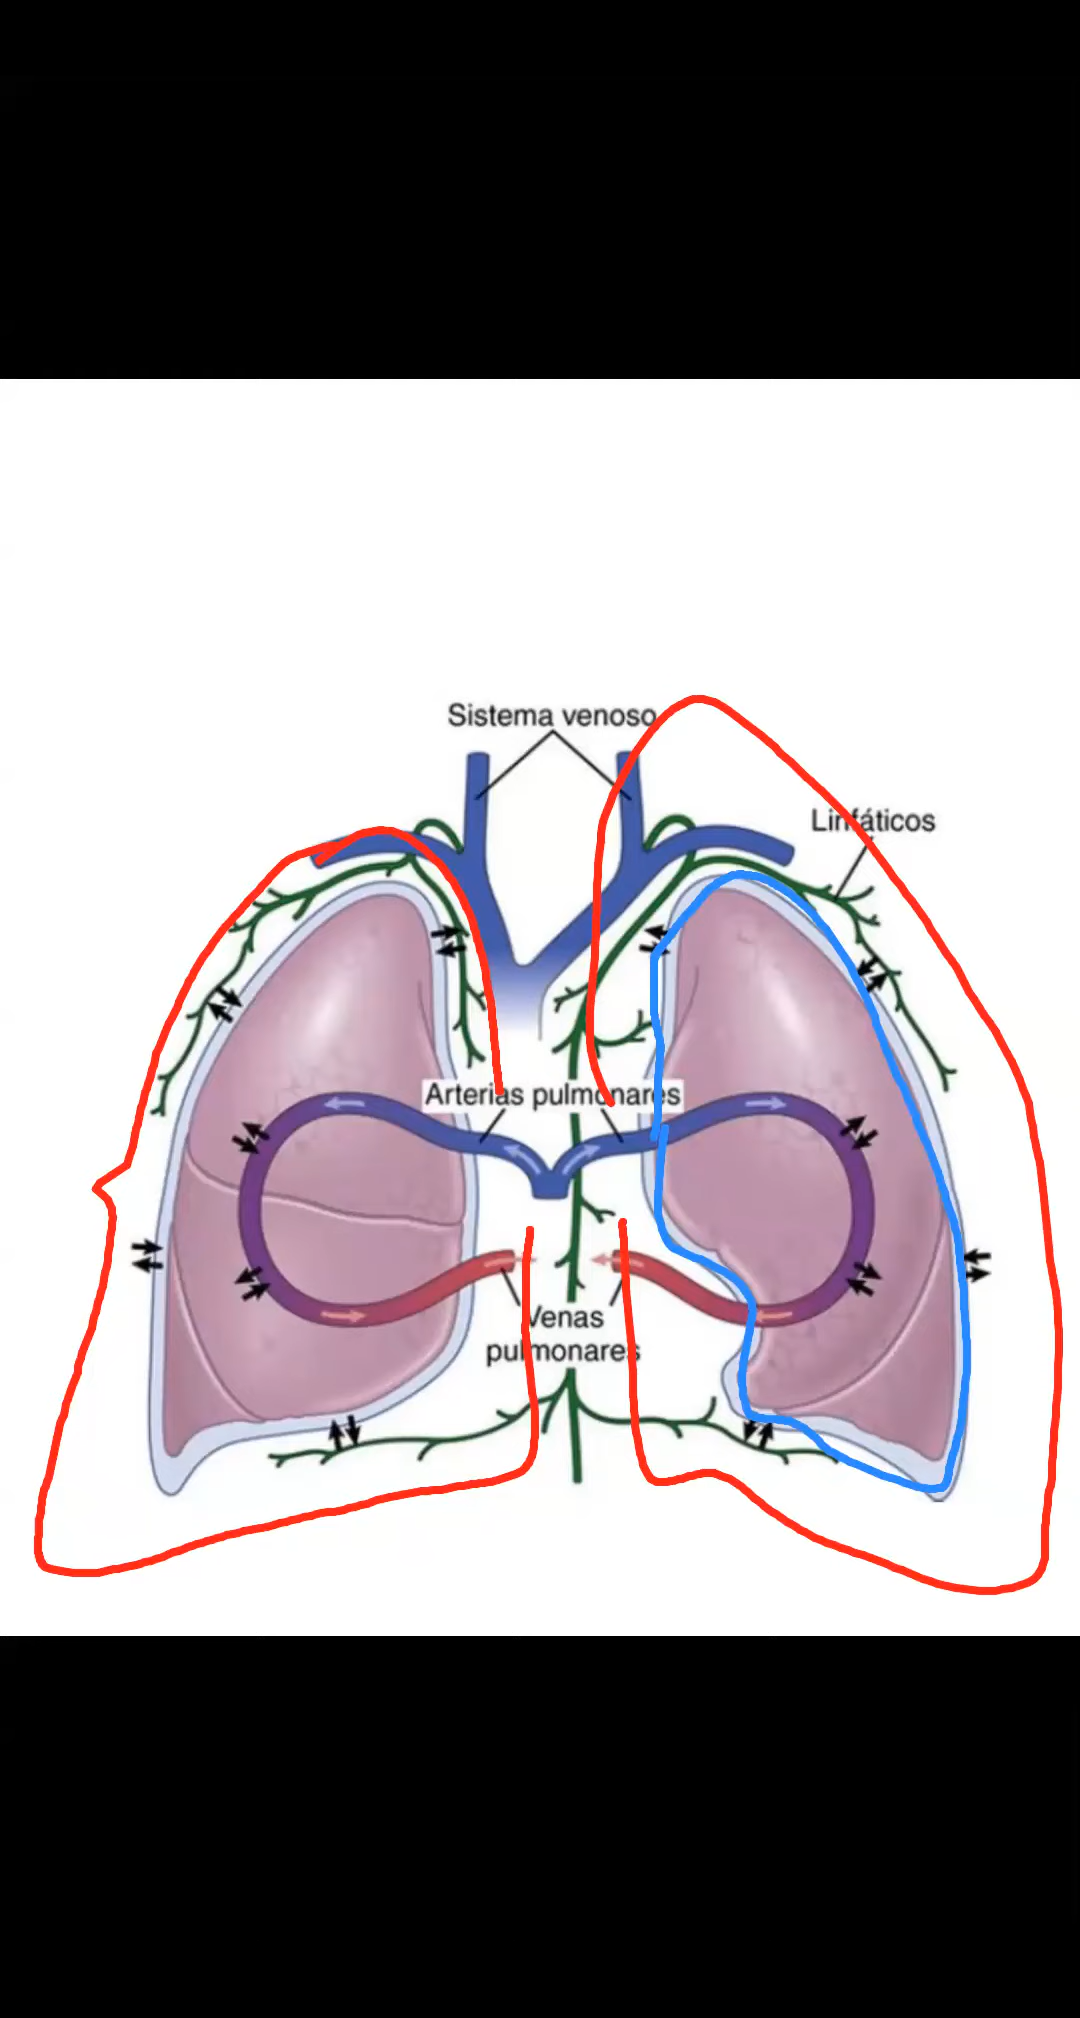 Sistema venoso
Linfáticos
Arterias pulmonares
Venas
pulmonares